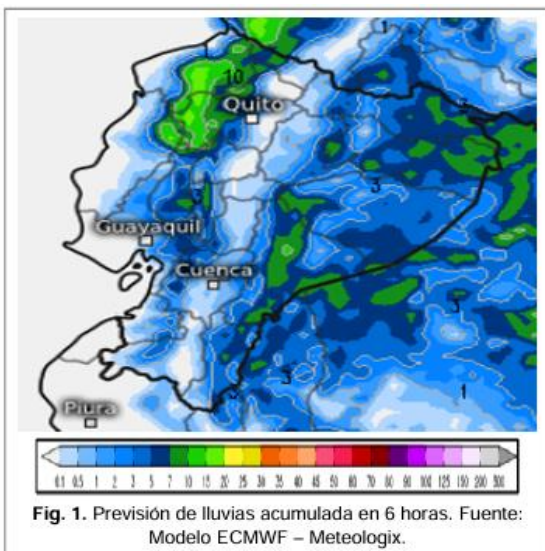 1
10
Quito
3
Guayaquil
Cuenca
3
3
1
Piura
0.1 0.5 1 2 3 5 7 10 15 20 25 30 35 40 45 50 60 70 80 90 100 125 150 200 300
Fig. 1. Previsión de lluvias acumulada en 6 horas. Fuente:
Modelo ECMWF – Meteologix.